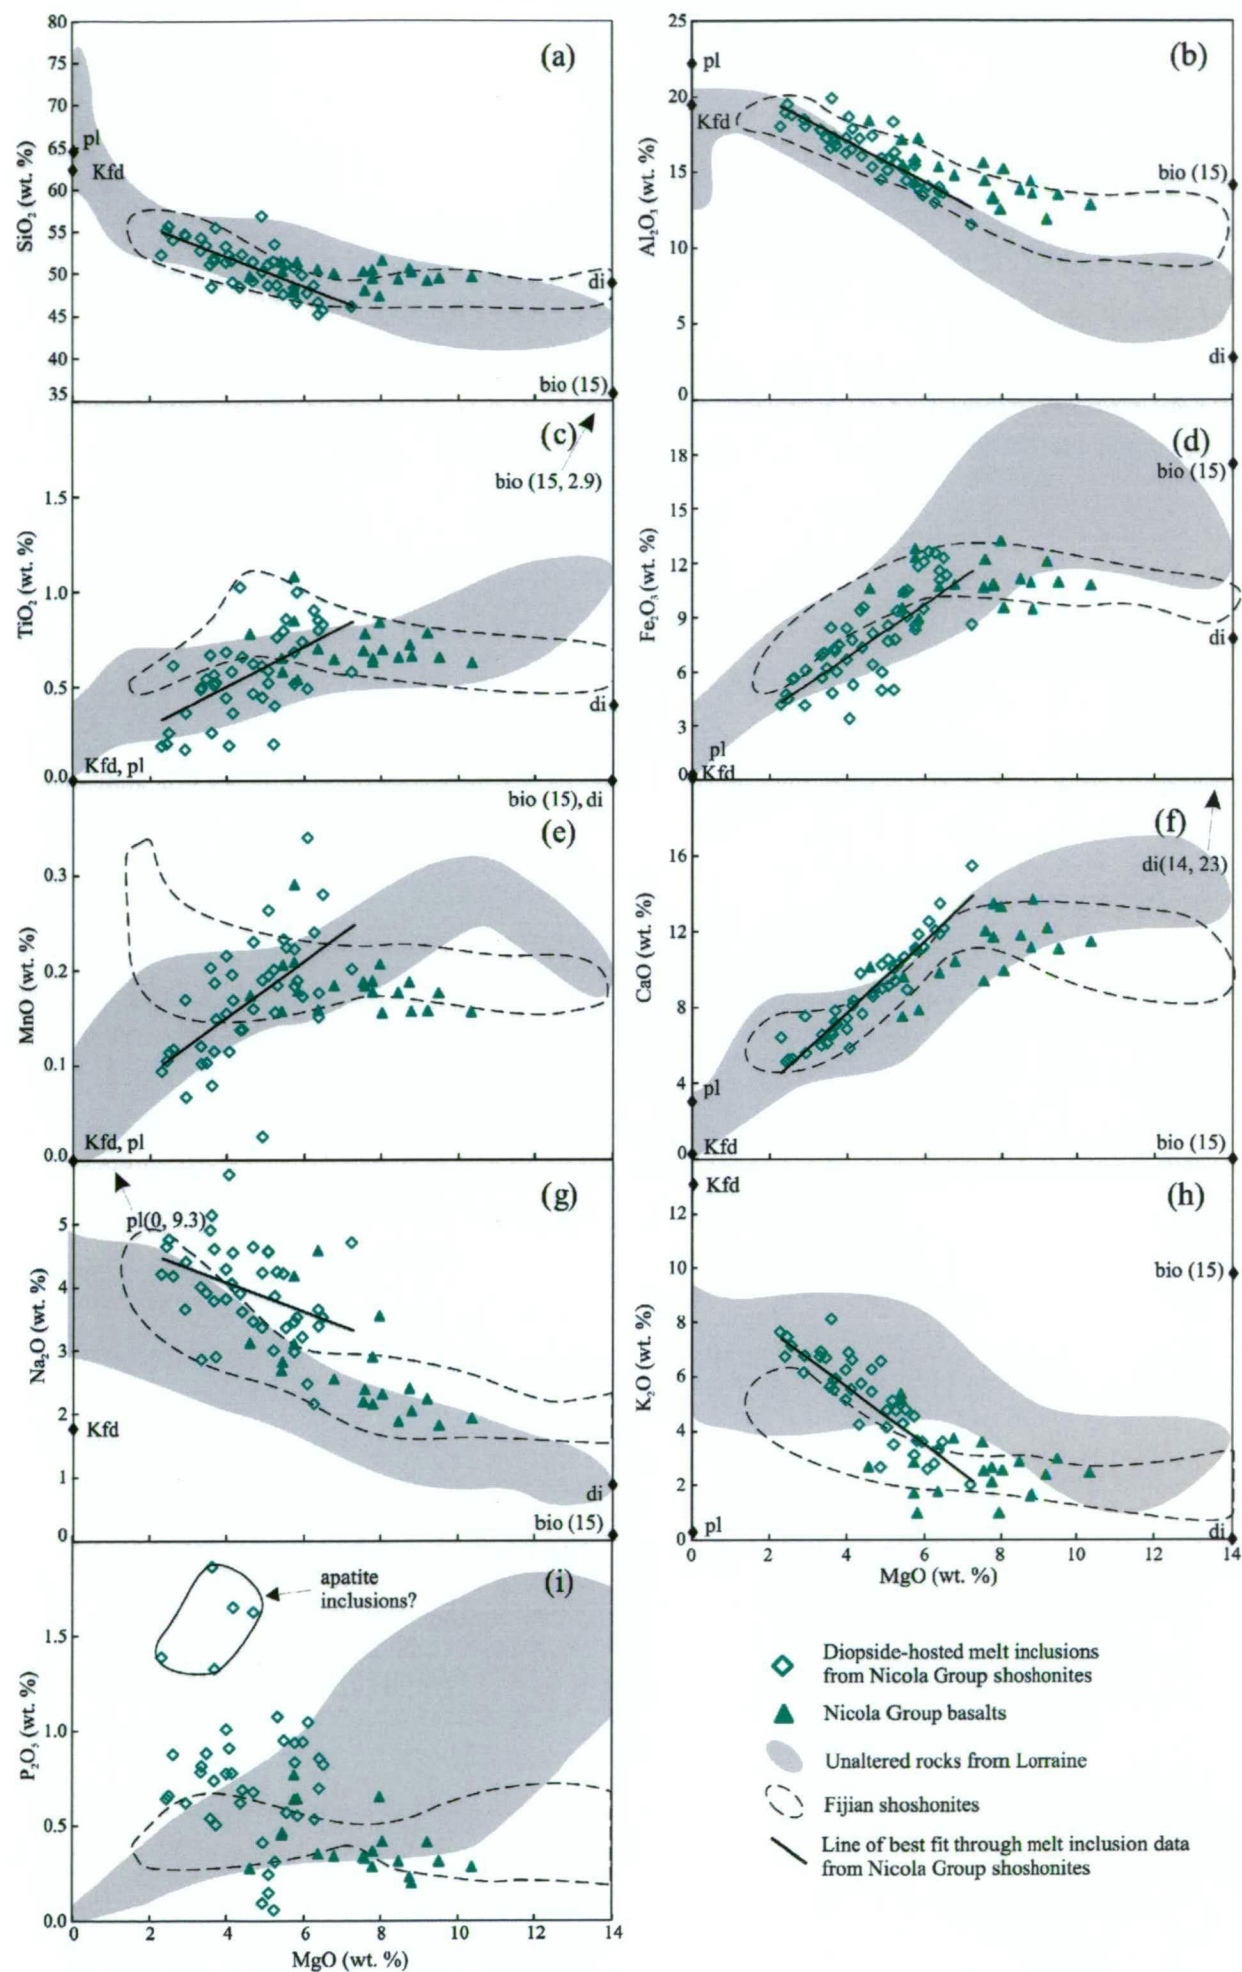 80
75
70
65
60
55
50
45
40
35
SiO₂ (wt. %)
(a)
pl
Kfd
di
bio (15)
25
20
15
10
5
0
Al₂O₃ (wt. %)
(b)
pl
Kfd
bio (15)
di
1.5
1.0
0.5
0.0
TiO₂ (wt. %)
(c)
bio (15, 2.9)
di
Kfd, pl
18
15
12
9
6
3
0
Fe₂O₃ (wt. %)
(d)
bio (15)
di
pl
Kfd
0.3
0.2
0.1
0.0
MnO (wt. %)
bio (15), di
(e)
Kfd, pl
16
12
8
4
0
CaO (wt. %)
(f)
di(14, 23)
pl
Kfd
bio (15)
5
4
3
2
1
0
Na₂O (wt. %)
(g)
pl(0, 9.3)
Kfd
di
bio (15)
12
10
8
6
4
2
0
K₂O (wt. %)
Kfd
(h)
bio (15)
pl
di
0 2 4 6 8 10 12 14
MgO (wt. %)
1.5
1.0
0.5
0.0
P₂O₅ (wt. %)
apatite
inclusions?
(i)
0 2 4 6 8 10 12 14
MgO (wt. %)
Diopside-hosted melt inclusions
from Nicola Group shoshonites
Nicola Group basalts
Unaltered rocks from Lorraine
Fijian shoshonites
Line of best fit through melt inclusion data
from Nicola Group shoshonites